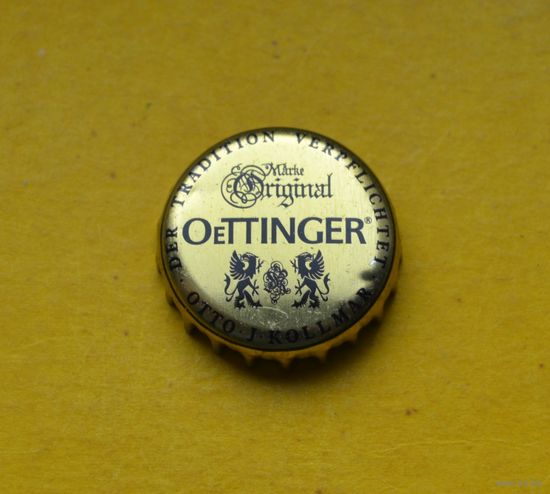 DER TRADITION VERPFLICHTET
Marke
Original
OeTTINGER®
· OTTO J. KOLLMAR ·